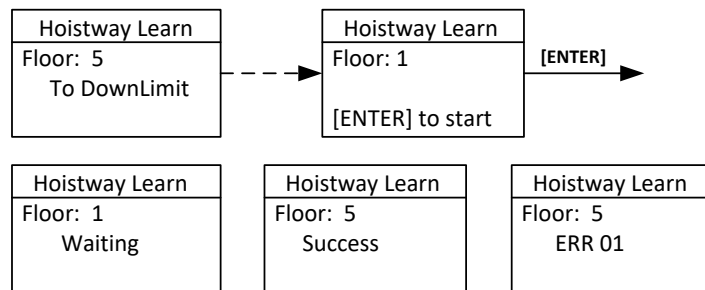 Hoistway Learn
Floor: 5
To DownLimit
Hoistway Learn
Floor: 1
[ENTER] to start
[ENTER]
Hoistway Learn
Floor: 1
Waiting
Hoistway Learn
Floor: 5
Success
Hoistway Learn
Floor: 5
ERR 01